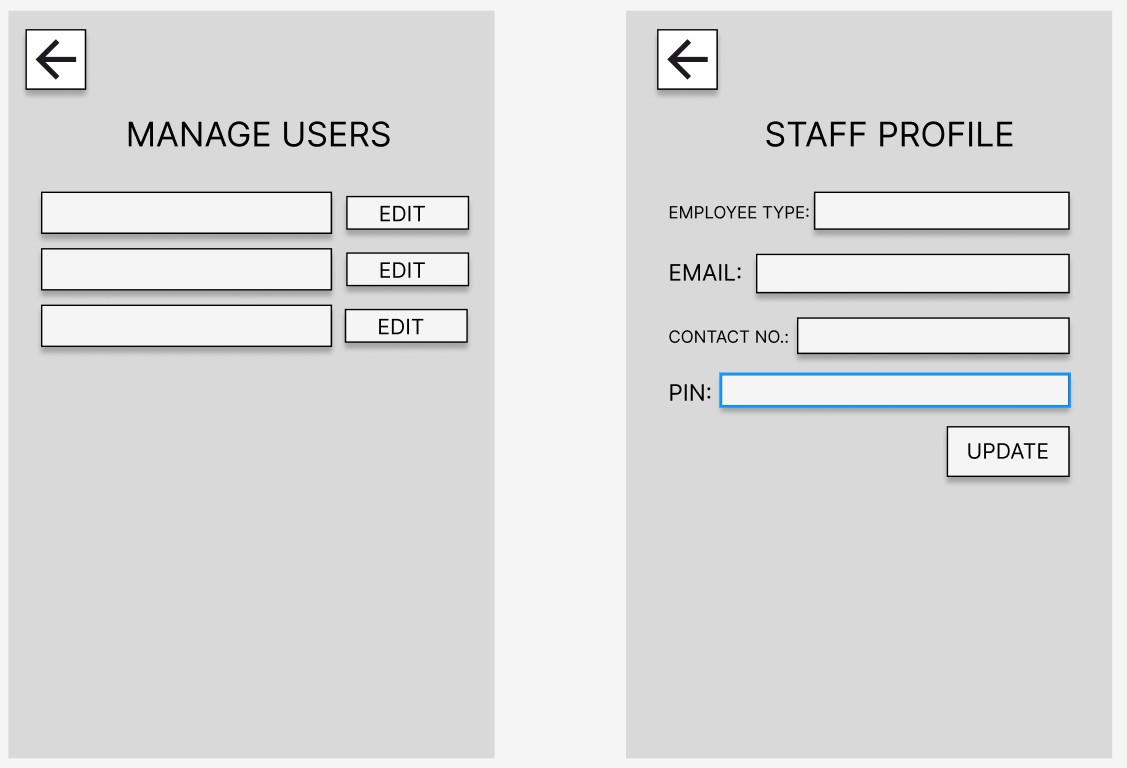 MANAGE USERS
EDIT
EDIT
EDIT
STAFF PROFILE
EMPLOYEE TYPE:
EMAIL:
CONTACT NO.:
PIN:
UPDATE